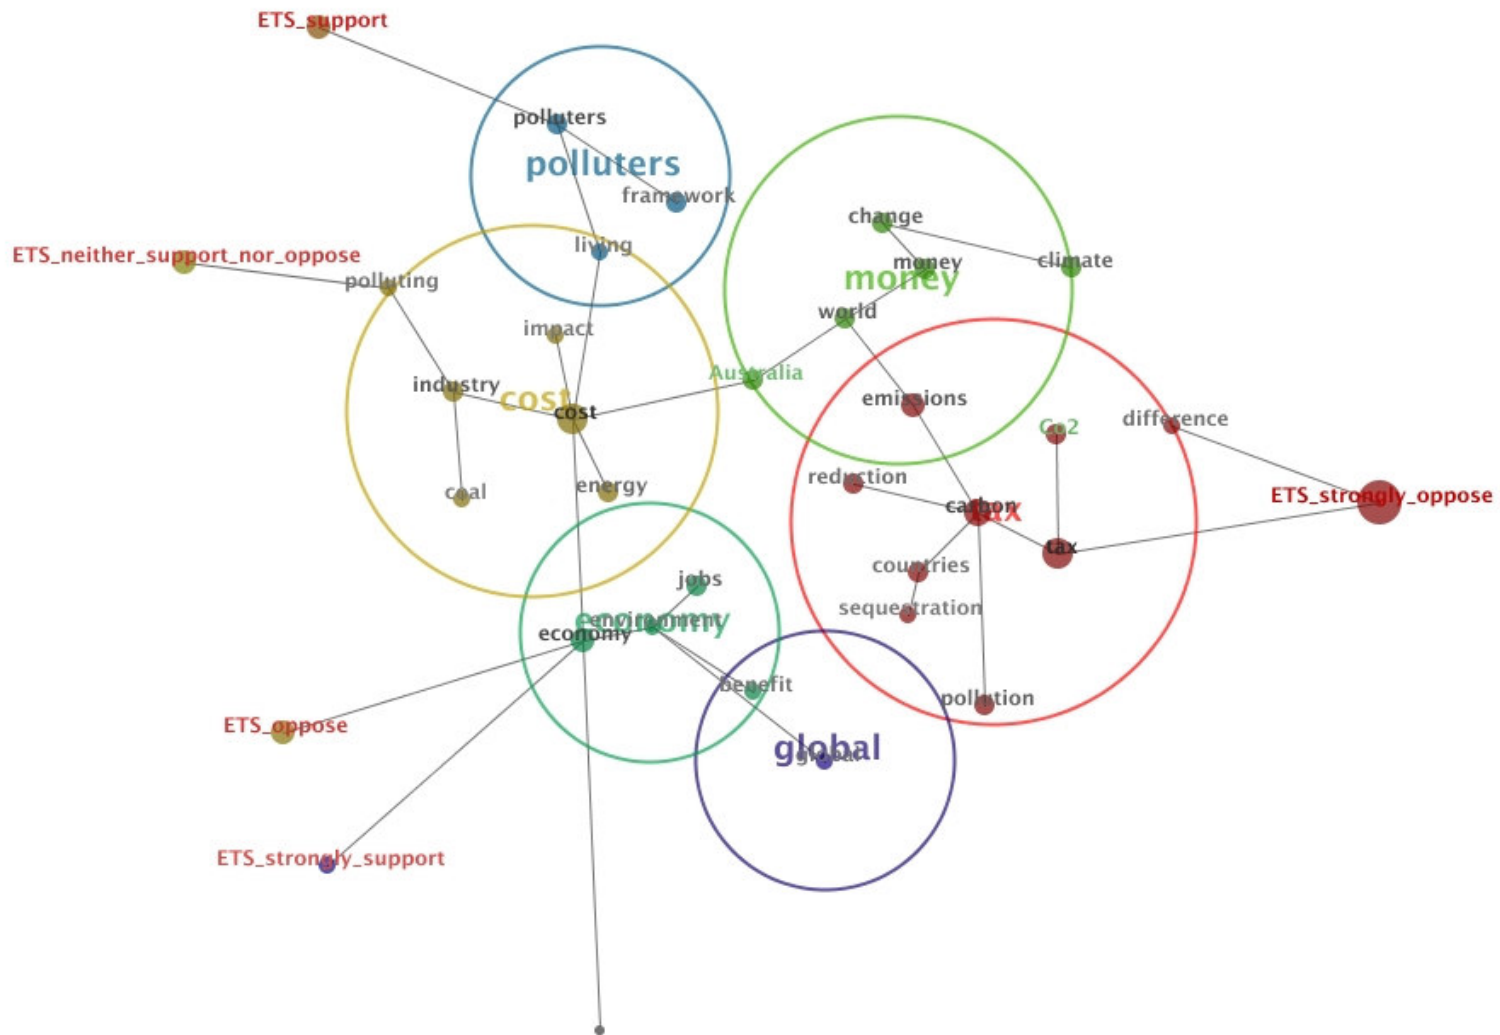 ETS_support
polluters
polluters
framework
change
living
ETS_neither_support_nor_oppose
money
climate
money
polluting
world
impact
Australia
industry
cost
cost
emissions
difference
Co2
reduction
coal
energy
ETS_strongly_oppose
carbon
tax
tax
countries
jobs
sequestration
environment
economy
economy
benefit
pollution
ETS_oppose
global
global
ETS_strongly_support